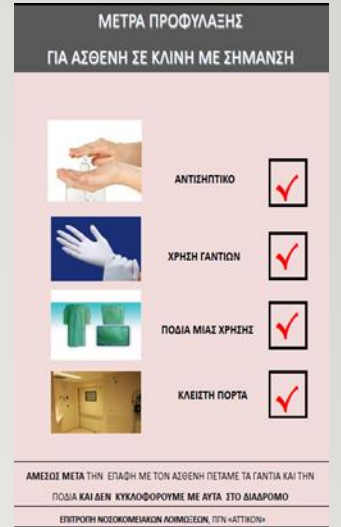 ΜΕΤΡΑ ΠΡΟΦΥΛΑΞΗΣ
ΓΙΑ ΑΣΘΕΝΗ ΣΕ ΚΛΙΝΗ ΜΕ ΣΗΜΑΝΣΗ
ΑΝΤΙΣΗΠΤΙΚΟ
ΧΡΗΣΗ ΓΑΝΤΙΩΝ
ΠΟΔΙΑ ΜΙΑΣ ΧΡΗΣΗΣ
ΚΛΕΙΣΤΗ ΠΟΡΤΑ
ΑΜΕΣΩΣ ΜΕΤΑ ΤΗΝ ΕΠΑΦΗ ΜΕ ΤΟΝ ΑΣΘΕΝΗ ΠΕΤΑΜΕ ΤΑ ΓΑΝΤΙΑ ΚΑΙ ΤΗΝ
ΠΟΔΙΑ ΚΑΙ ΔΕΝ ΚΥΚΛΟΦΟΡΟΥΜΕ ΜΕ ΑΥΤΑ ΣΤΟ ΔΙΑΔΡΟΜΟ
ΕΠΙΤΡΟΠΗ ΝΟΣΟΚΟΜΕΙΑΚΩΝ ΛΟΙΜΩΞΕΩΝ, ΠΓΝ «ΑΤΤΙΚΟΝ»